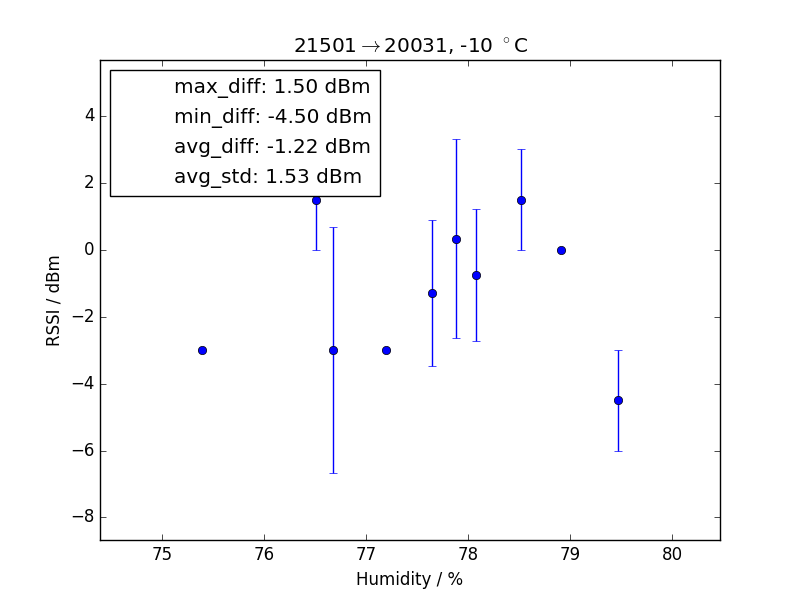 21501→20031, -10 °C
max_diff: 1.50 dBm
min_diff: -4.50 dBm
avg_diff: -1.22 dBm
avg_std: 1.53 dBm
RSSI / dBm
4
2
0
−2
−4
−6
−8
75 76 77 78 79 80
Humidity / %